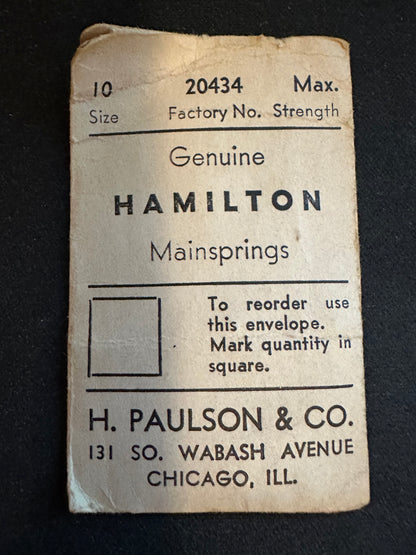 10 20434 Max.
Size Factory No. Strength
Genuine
HAMILTON
Mainsprings
To reorder use
this envelope.
Mark quantity in
square.
H. PAULSON & CO.
131 SO. WABASH AVENUE
CHICAGO, ILL.